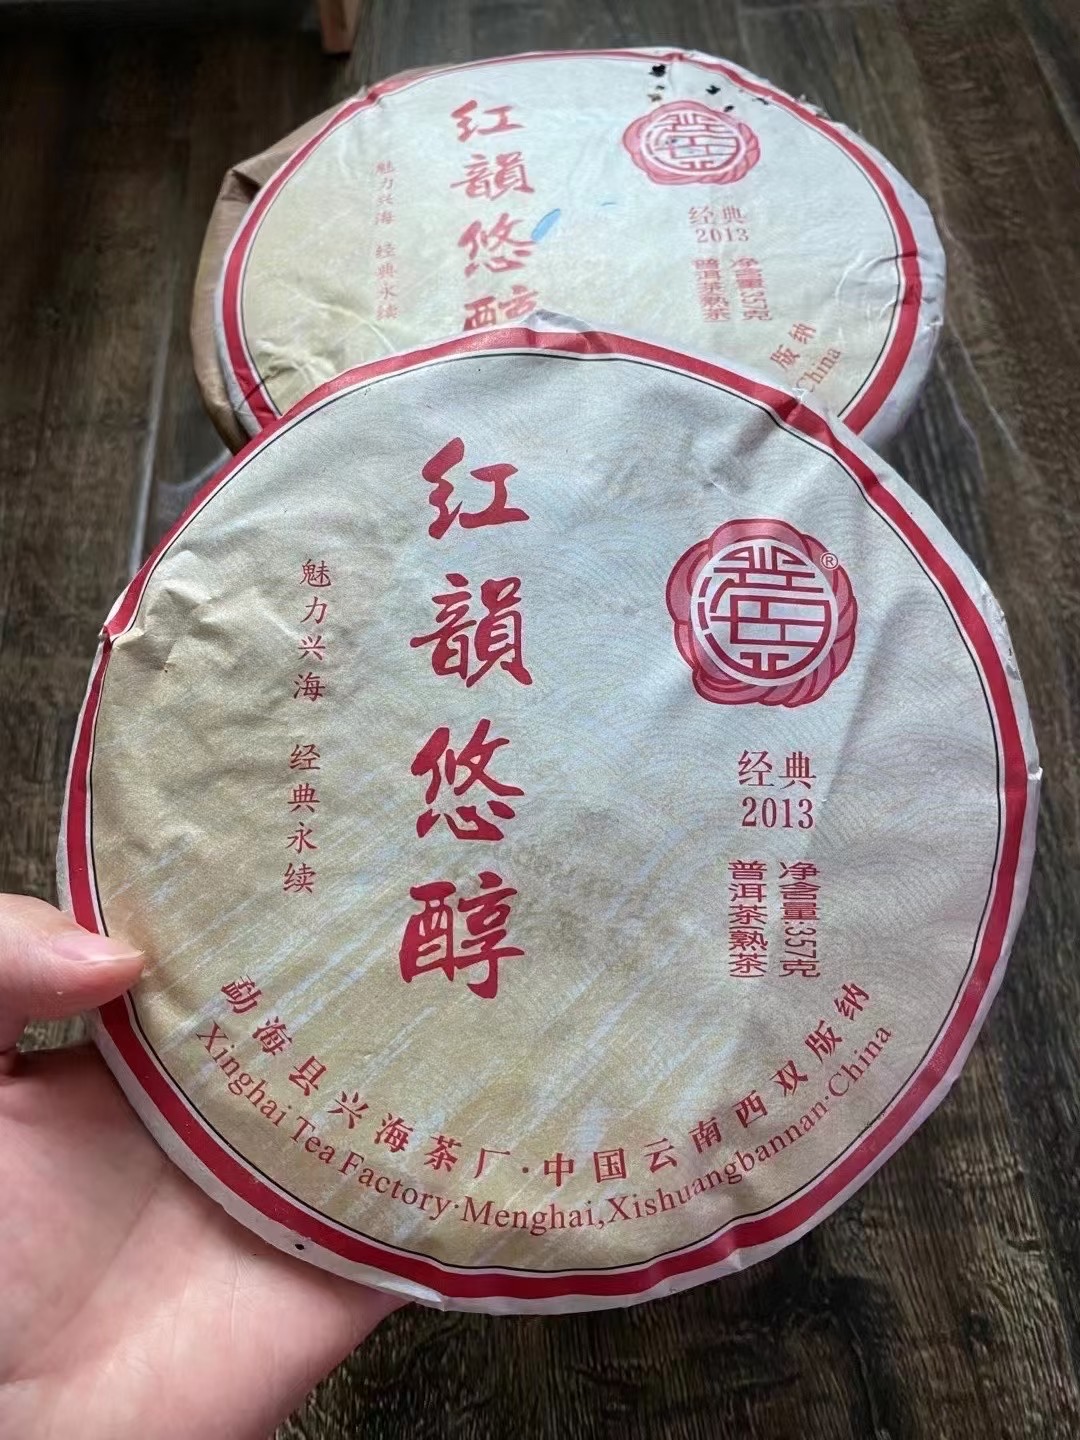 红韻悠醇
魅力兴海 经典永续
经典
2013
净含量357克
普洱茶熟茶
版纳
China
红韻悠醇
魅力兴海 经典永续
®
经典
2013
净含量:357克
普洱茶熟茶
勐海县兴海茶厂·中国云南西双版纳
Xinghai Tea Factory·Menghai,Xishuangbannan·China